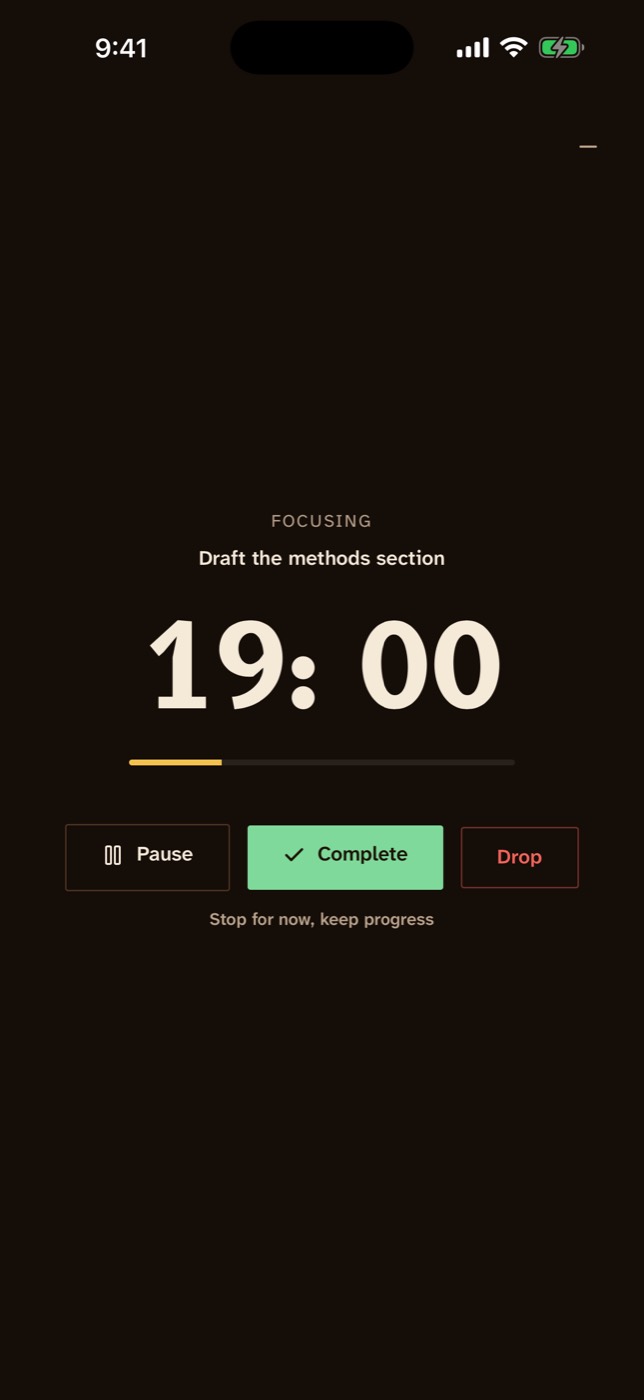 9:41
FOCUSING
Draft the methods section
19: 00
Pause
Complete
Drop
Stop for now, keep progress